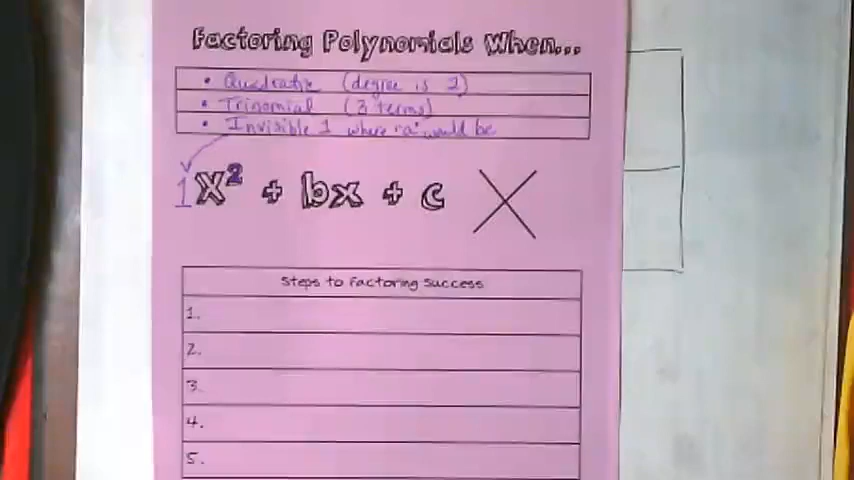 Factoring Polynomials When...
• Quadratic (degree is 2)
• Trinomial (3 terms)
• Invisible 1 where "a" would be
1x² + bx + c
Steps to Factoring Success
1.
2.
3.
4.
5.